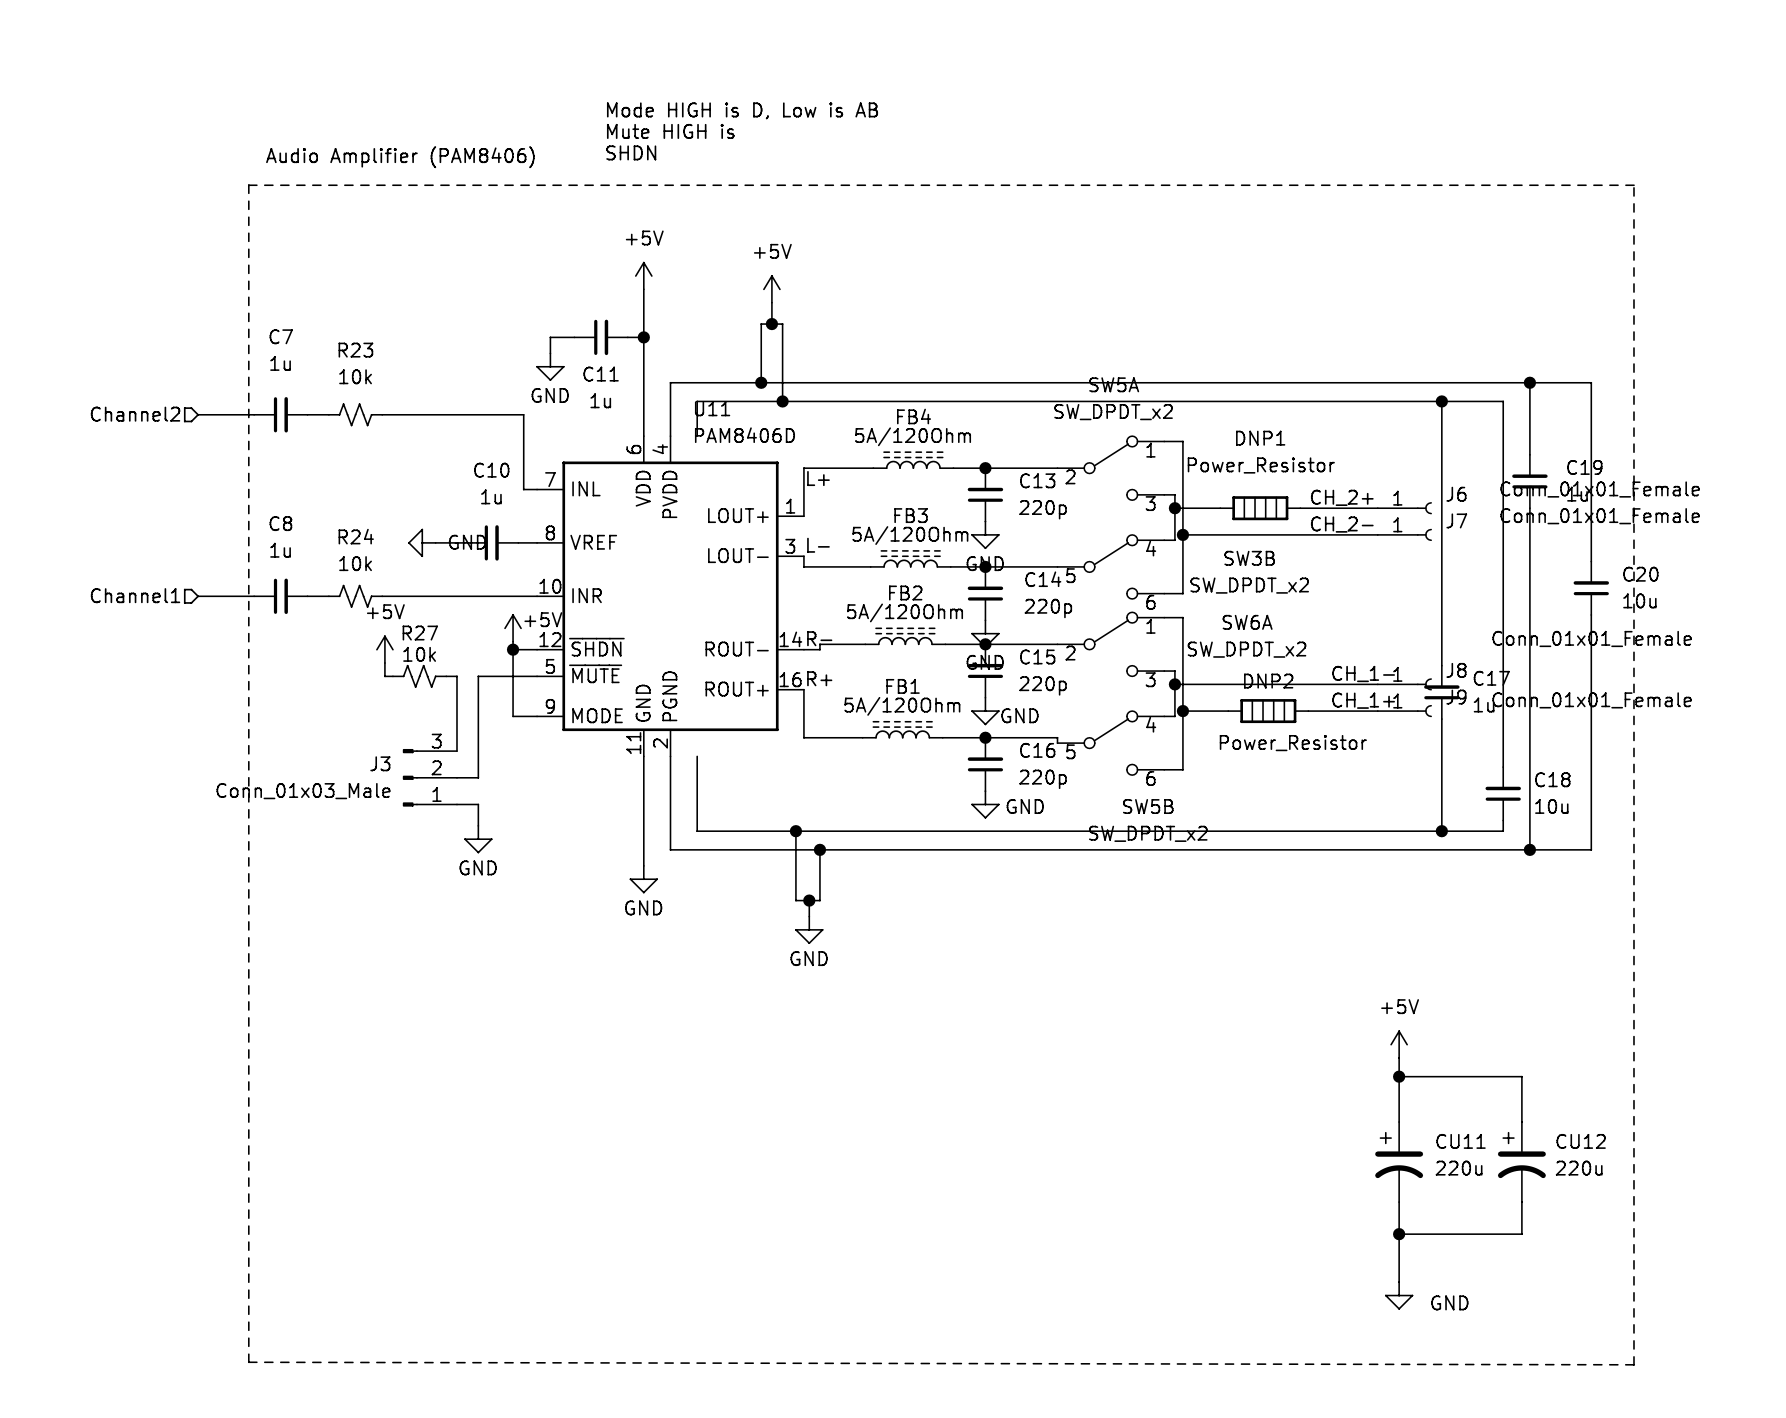 Mode HIGH is D, Low is AB
Mute HIGH is
SHDN
Audio Amplifier (PAM8406)
+5V
+5V
C7
1u
R23
10k
C11
1u
GND
Channel2
U11
PAM8406D
FB4
5A/120Ohm
SW5A
SW_DPDT_x2
DNP1
Power_Resistor
6
4
7
INL
VDD
PVDD
C10
1u
L+
C13
220p
2
1
3
C19
1u
Conn_01x01_Female
Conn_01x01_Female
CH_2+
1
J6
CH_2-
1
J7
LOUT+
1
FB3
5A/120Ohm
C8
1u
R24
10k
GND
8
VREF
LOUT-
3
L-
GND
4
SW3B
SW_DPDT_x2
C14
220p
5
6
C20
10u
Channel1
10
INR
FB2
5A/120Ohm
+5V
R27
10k
+5V
12
SHDN
ROUT-
14
R-
GND
C15
220p
2
1
3
SW6A
SW_DPDT_x2
Conn_01x01_Female
5
MUTE
ROUT+
16
R+
FB1
5A/120Ohm
CH_1-
1
J8
C17
1u
DNP2
CH_1+
1
J9
Conn_01x01_Female
9
MODE
GND
PGND
GND
4
Power_Resistor
11
2
C16
220p
5
6
J3
Conn_01x03_Male
3
2
1
GND
SW5B
SW_DPDT_x2
C18
10u
GND
GND
GND
+5V
+
CU11
220u
+
CU12
220u
GND